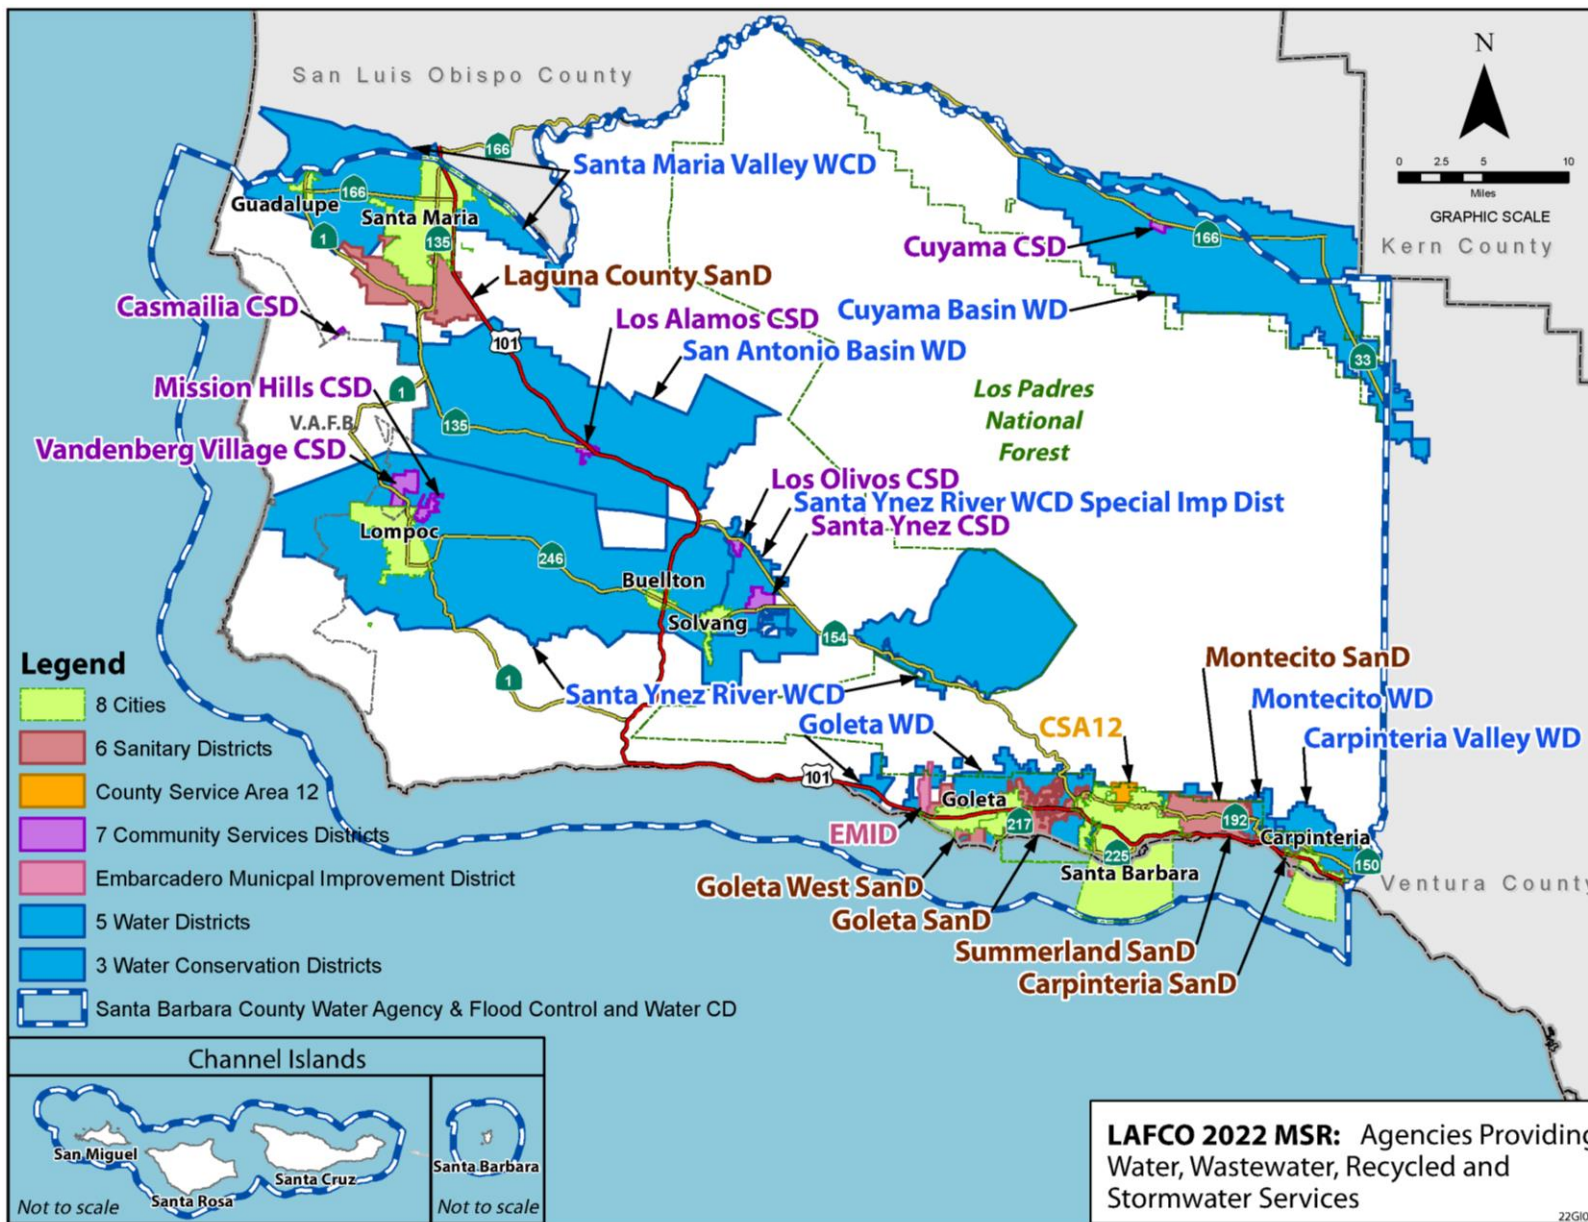 San Luis Obispo County
N
0 2.5 5 10
Miles
GRAPHIC SCALE
Kern County
166
Santa Maria Valley WCD
Guadalupe
166
Santa Maria
1
135
Cuyama CSD
166
Laguna County SanD
Casmailia CSD
Los Alamos CSD
Cuyama Basin WD
101
San Antonio Basin WD
33
Mission Hills CSD
1
Los Padres
National
Forest
V.A.F.B.
135
Vandenberg Village CSD
Los Olivos CSD
Santa Ynez River WCD Special Imp Dist
Santa Ynez CSD
Lompoc
246
Buellton
Solvang
154
Legend
8 Cities
6 Sanitary Districts
County Service Area 12
7 Community Services Districts
Embarcadero Municpal Improvement District
5 Water Districts
3 Water Conservation Districts
Santa Barbara County Water Agency & Flood Control and Water CD
1
Santa Ynez River WCD
Montecito SanD
Montecito WD
Goleta WD
CSA12
Carpinteria Valley WD
101
Goleta
EMID
217
192
Carpinteria
225
150
Santa Barbara
Ventura County
Goleta West SanD
Goleta SanD
Summerland SanD
Carpinteria SanD
Channel Islands
San Miguel
Santa Rosa
Santa Cruz
Not to scale
Santa Barbara
Not to scale
LAFCO 2022 MSR: Agencies Providing
Water, Wastewater, Recycled and
Stormwater Services